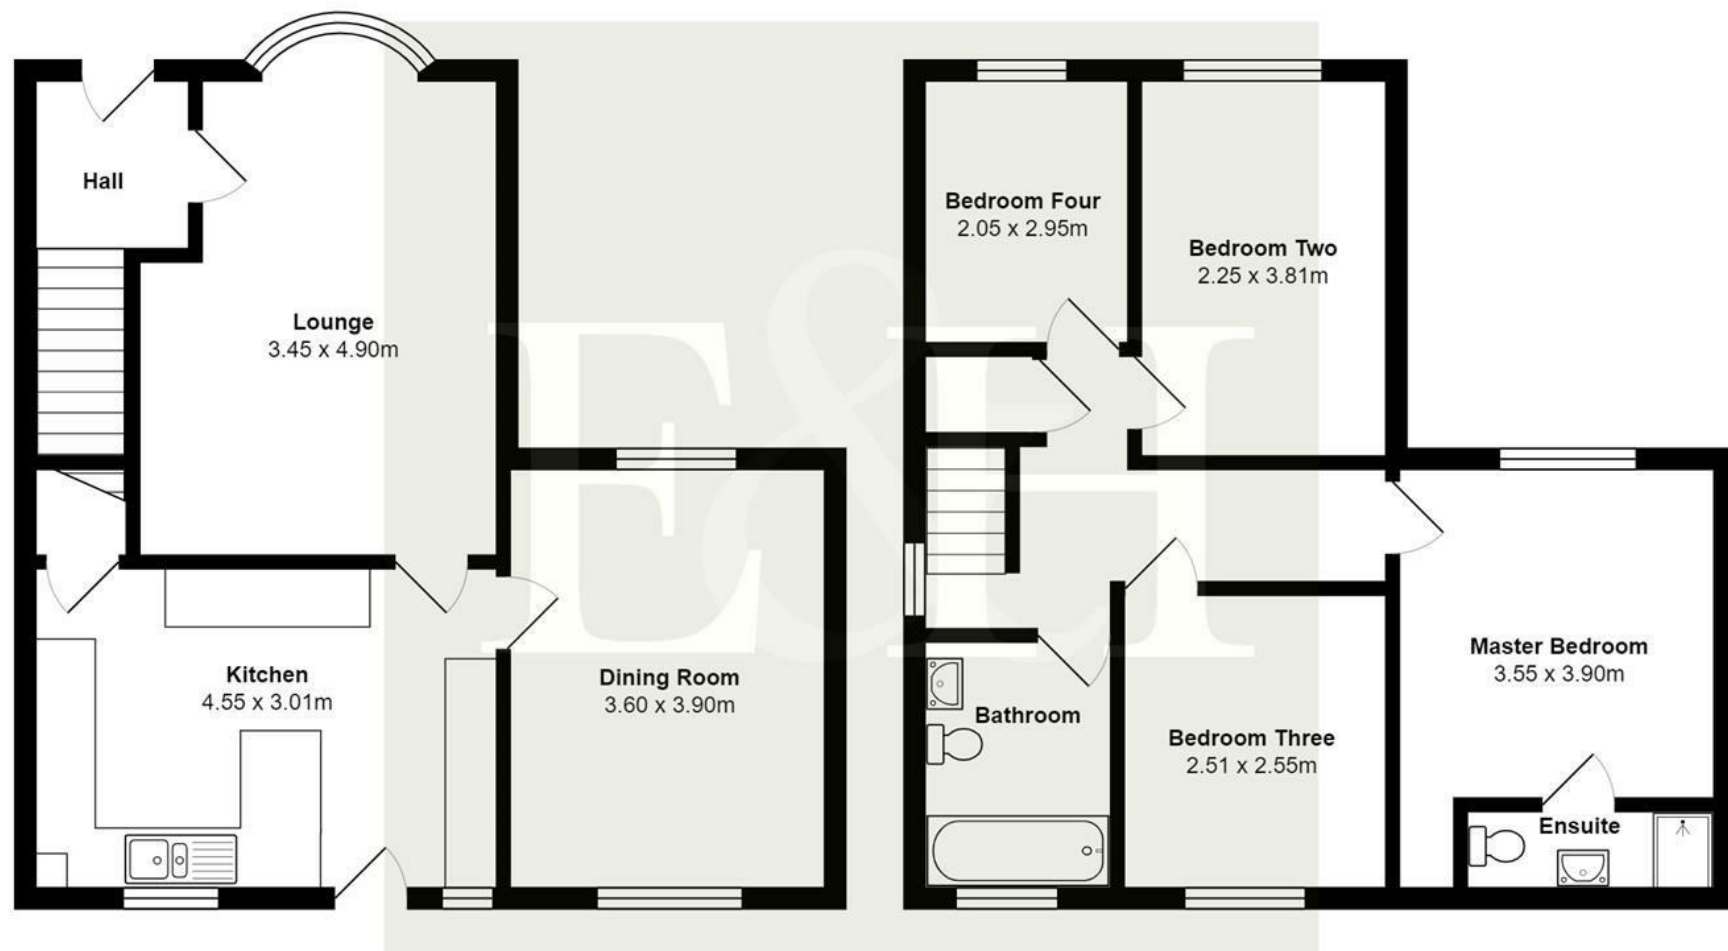 Hall
Lounge
3.45 x 4.90m
Kitchen
4.55 x 3.01m
Dining Room
3.60 x 3.90m
Bedroom Four
2.05 x 2.95m
Bedroom Two
2.25 x 3.81m
Master Bedroom
3.55 x 3.90m
Bathroom
Bedroom Three
2.51 x 2.55m
Ensuite
E&H